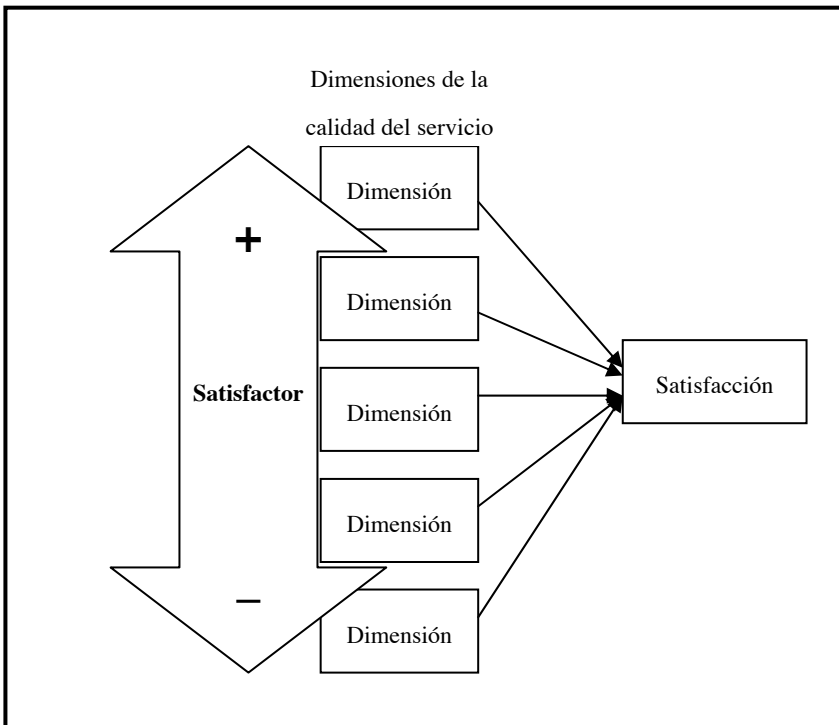 Dimensiones de la
calidad del servicio
Dimensión
+
Dimensión
Satisfactor
Dimensión
Satisfacción
Dimensión
–
Dimensión